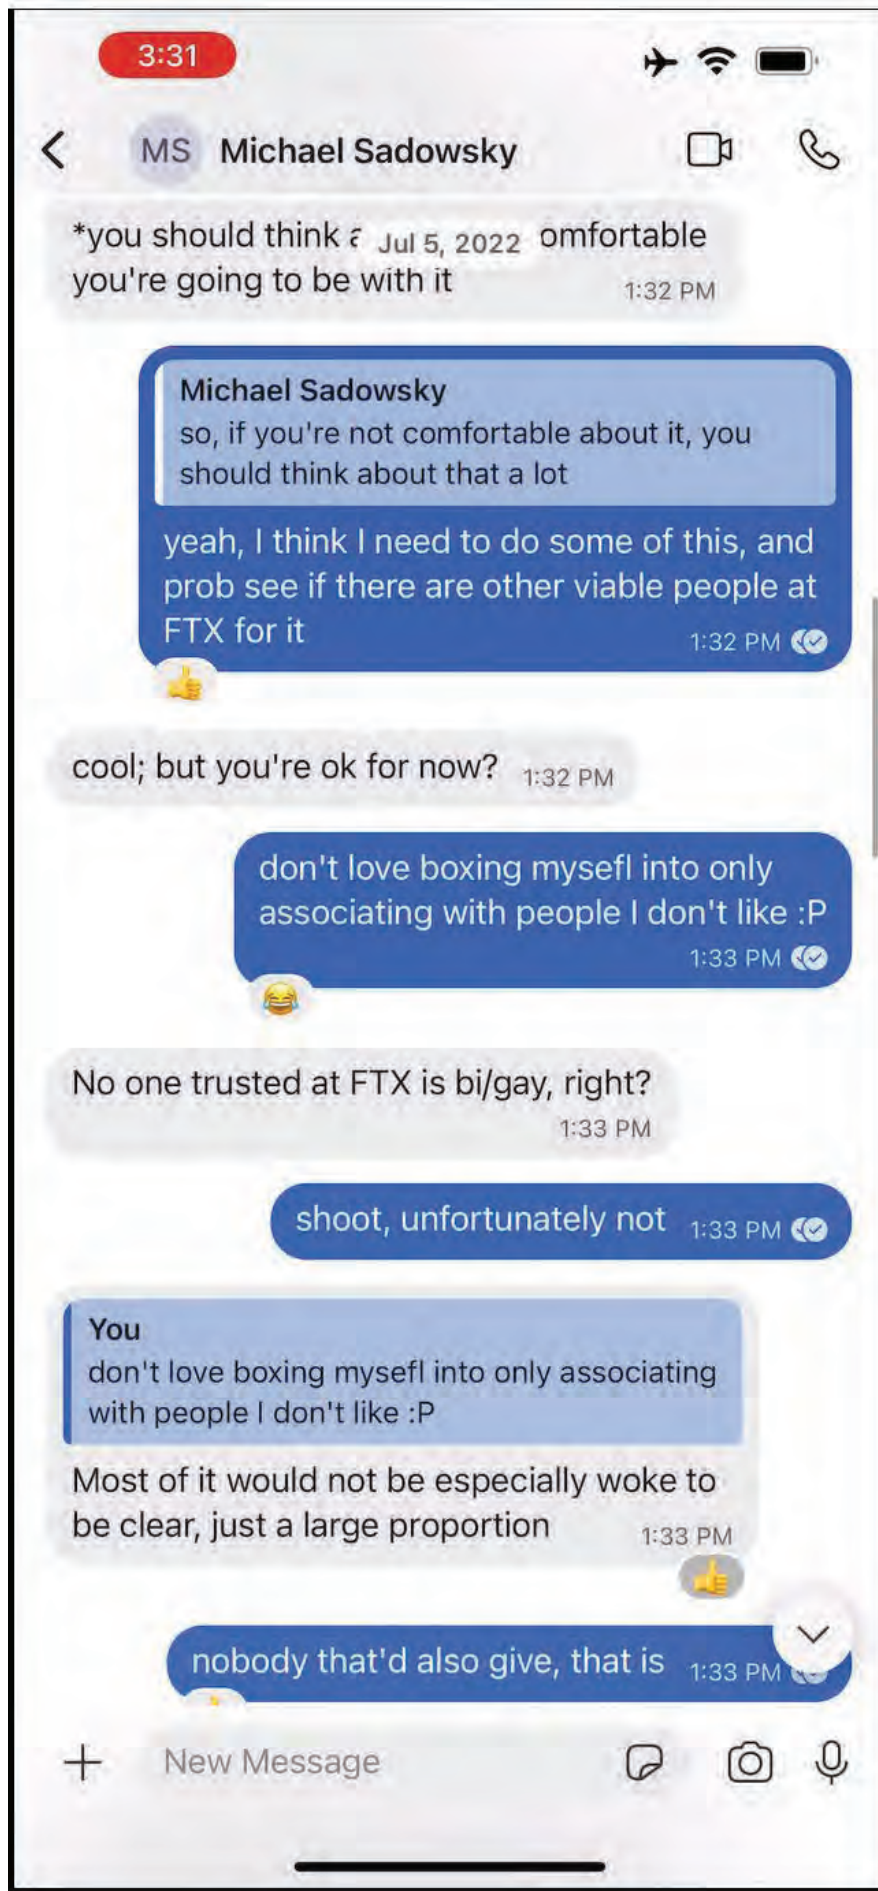 3:31
MS Michael Sadowsky
*you should think Jul 5, 2022 omfortable
you're going to be with it 1:32 PM
Michael Sadowsky
so, if you're not comfortable about it, you
should think about that a lot
yeah, I think I need to do some of this, and
prob see if there are other viable people at
FTX for it 1:32 PM
cool; but you're ok for now? 1:32 PM
don't love boxing mysefl into only
associating with people I don't like :P
1:33 PM
No one trusted at FTX is bi/gay, right?
1:33 PM
shoot, unfortunately not 1:33 PM
You
don't love boxing mysefl into only associating
with people I don't like :P
Most of it would not be especially woke to
be clear, just a large proportion 1:33 PM
nobody that'd also give, that is 1:33 PM
New Message